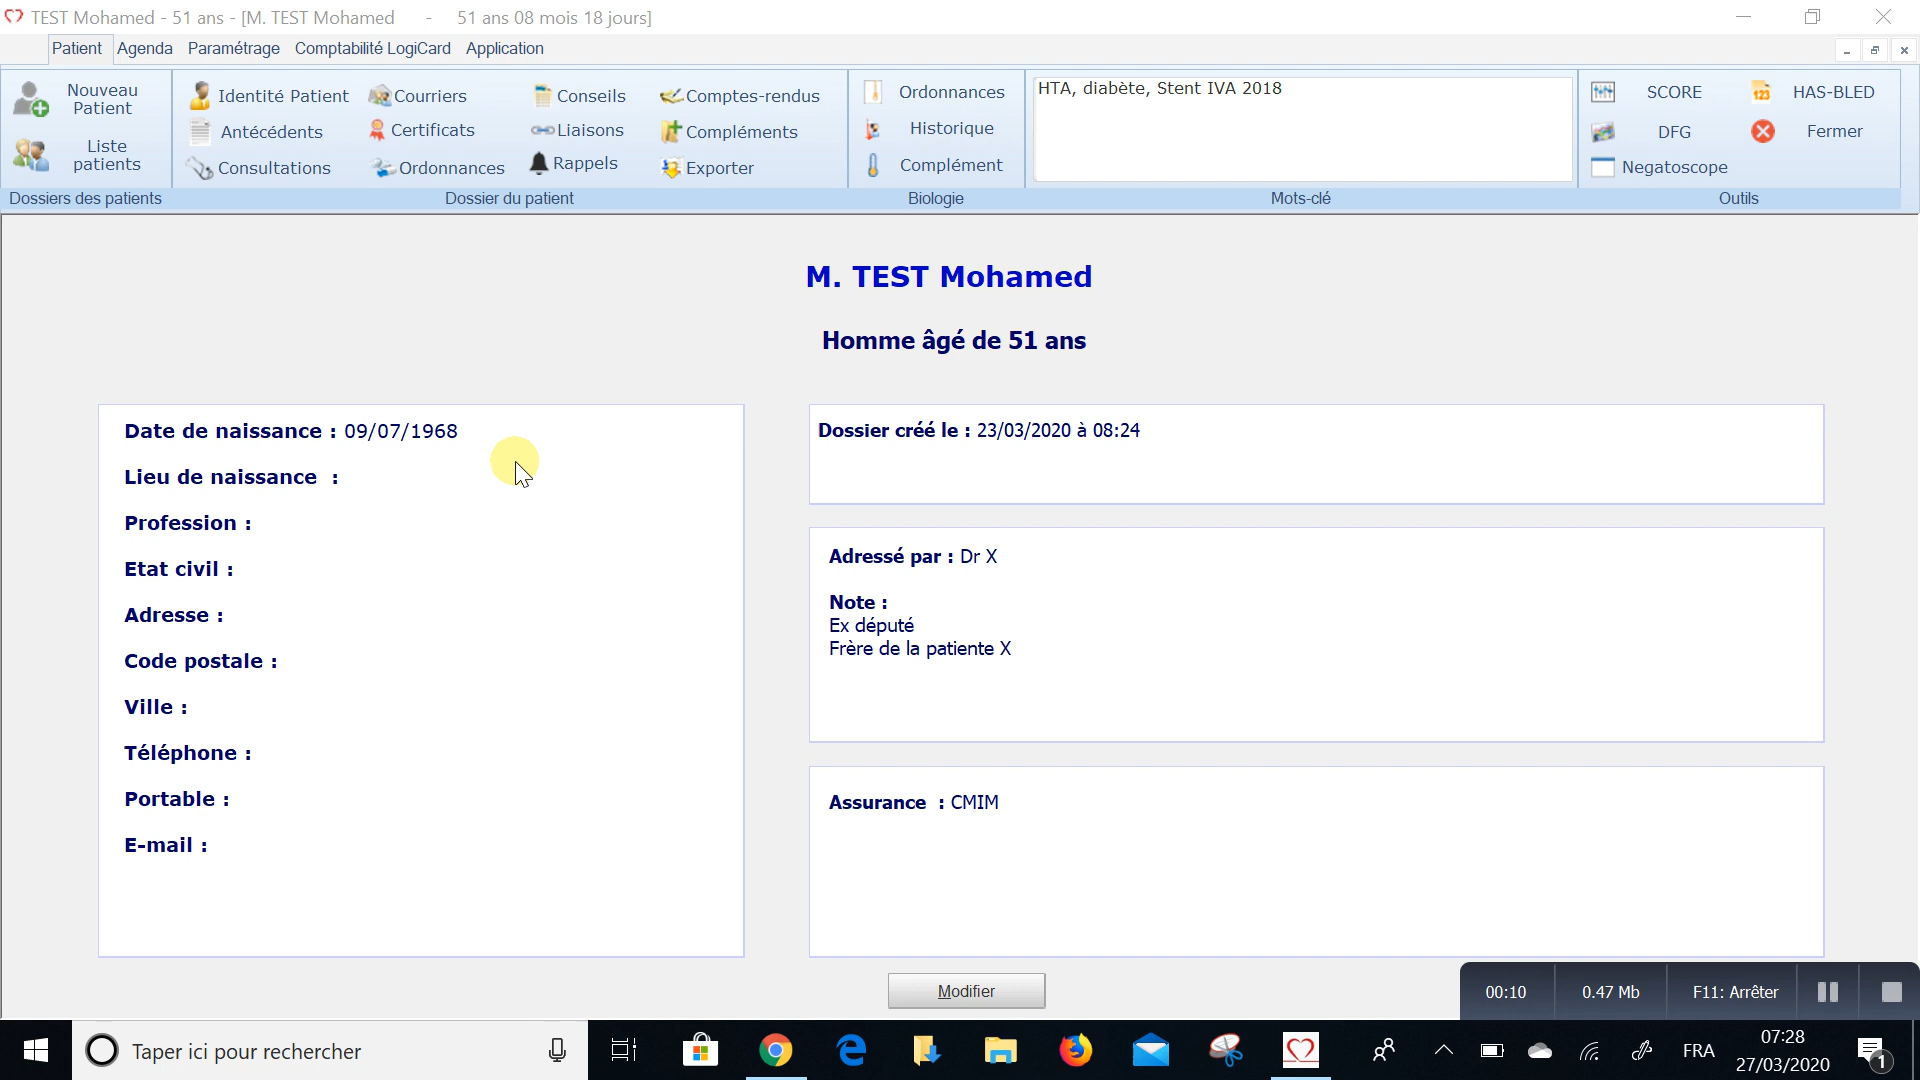 TEST Mohamed - 51 ans - [M. TEST Mohamed - 51 ans 08 mois 18 jours]
Patient Agenda Paramétrage Comptabilité LogiCard Application
Nouveau Patient
Liste patients
Dossiers des patients
Identité Patient Courriers Conseils Comptes-rendus
Antécédents Certificats Liaisons Compléments
Consultations Ordonnances Rappels Exporter
Dossier du patient
Ordonnances
Historique
Complément
Biologie
HTA, diabète, Stent IVA 2018
Mots-clé
SCORE 123 HAS-BLED
DFG Fermer
Negatoscope
Outils
M. TEST Mohamed
Homme âgé de 51 ans
Date de naissance : 09/07/1968
Lieu de naissance :
Profession :
Etat civil :
Adresse :
Code postale :
Ville :
Téléphone :
Portable :
E-mail :
Dossier créé le : 23/03/2020 à 08:24
Adressé par : Dr X
Note :
Ex député
Frère de la patiente X
Assurance : CMIM
Modifier
00:10 0.47 Mb F11: Arrêter
Taper ici pour rechercher
FRA
07:28
27/03/2020
1